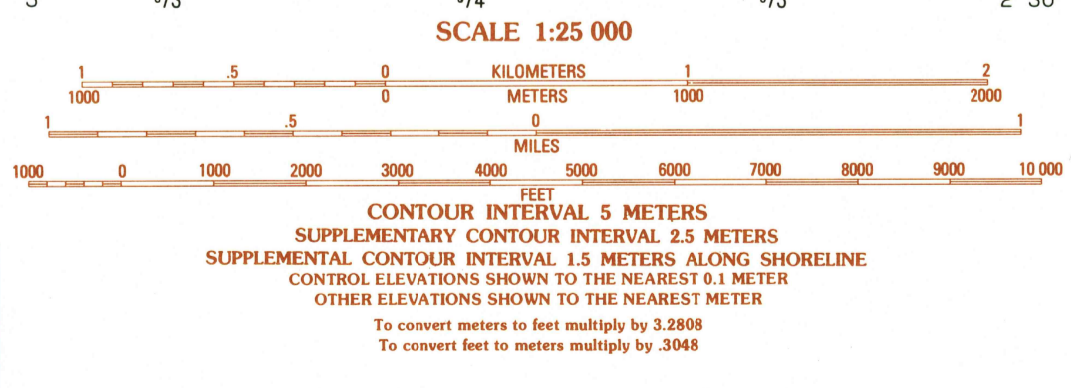 SCALE 1:25 000
1 .5 0 KILOMETERS 1 2
1000 0 METERS 1000 2000
1 .5 0 1
MILES
1000 0 1000 2000 3000 4000 5000 6000 7000 8000 9000 10 000
FEET
CONTOUR INTERVAL 5 METERS
SUPPLEMENTARY CONTOUR INTERVAL 2.5 METERS
SUPPLEMENTAL CONTOUR INTERVAL 1.5 METERS ALONG SHORELINE
CONTROL ELEVATIONS SHOWN TO THE NEAREST 0.1 METER
OTHER ELEVATIONS SHOWN TO THE NEAREST METER
To convert meters to feet multiply by 3.2808
To convert feet to meters multiply by .3048